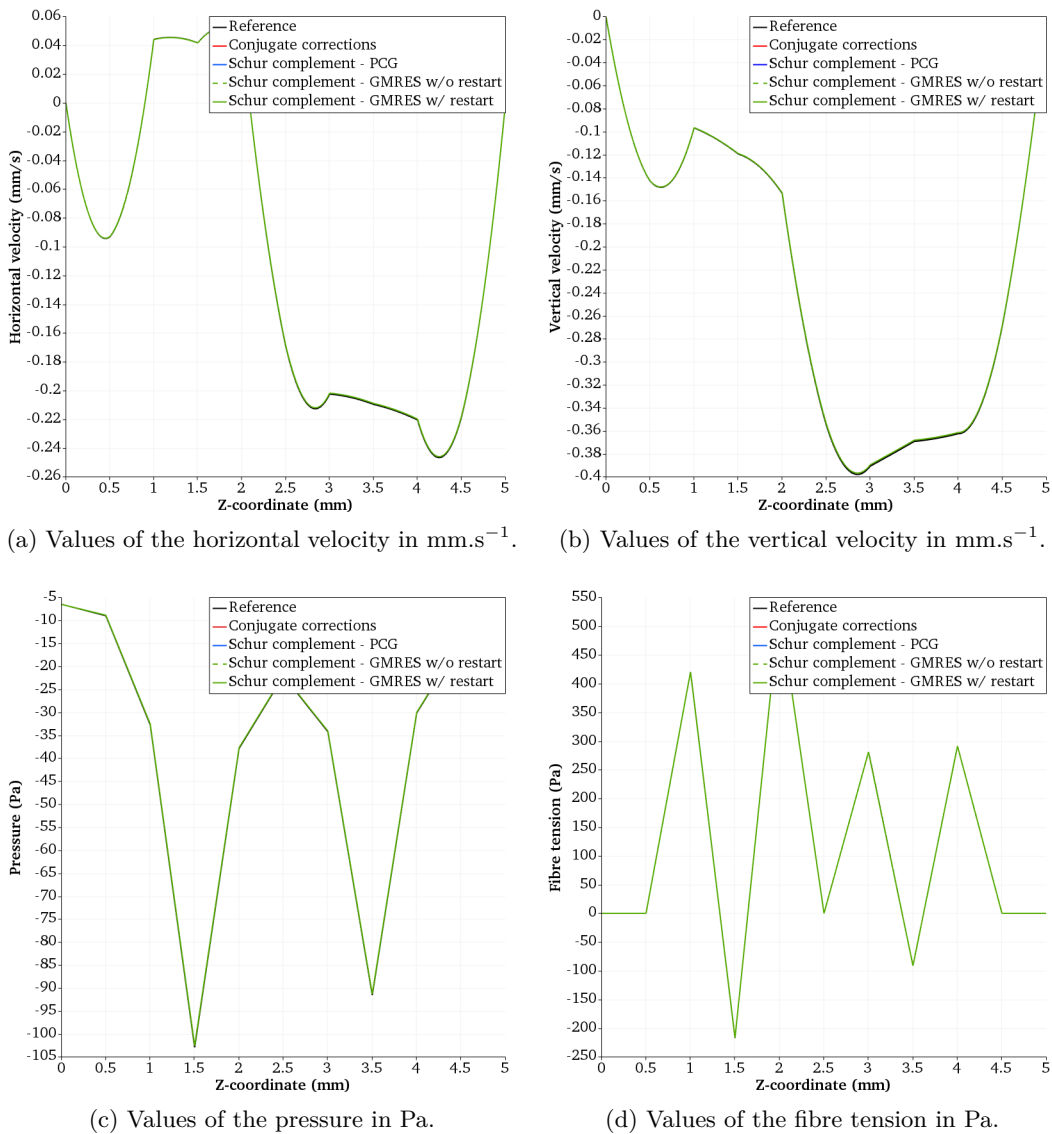 0.06
0.04
0.02
0
-0.02
-0.04
-0.06
-0.08
-0.1
-0.12
-0.14
-0.16
-0.18
-0.2
-0.22
-0.24
-0.26
Horizontal velocity (mm/s)
0 0.5 1 1.5 2 2.5 3 3.5 4 4.5 5
Z-coordinate (mm)
Reference
Conjugate corrections
Schur complement - PCG
Schur complement - GMRES w/o restart
Schur complement - GMRES w/ restart
(a) Values of the horizontal velocity in mm.s⁻¹.
0
-0.02
-0.04
-0.06
-0.08
-0.1
-0.12
-0.14
-0.16
-0.18
-0.2
-0.22
-0.24
-0.26
-0.28
-0.3
-0.32
-0.34
-0.36
-0.38
-0.4
Vertical velocity (mm/s)
0 0.5 1 1.5 2 2.5 3 3.5 4 4.5 5
Z-coordinate (mm)
Reference
Conjugate corrections
Schur complement - PCG
Schur complement - GMRES w/o restart
Schur complement - GMRES w/ restart
(b) Values of the vertical velocity in mm.s⁻¹.
-5
-10
-15
-20
-25
-30
-35
-40
-45
-50
-55
-60
-65
-70
-75
-80
-85
-90
-95
-100
-105
Pressure (Pa)
0 0.5 1 1.5 2 2.5 3 3.5 4 4.5 5
Z-coordinate (mm)
Reference
Conjugate corrections
Schur complement - PCG
Schur complement - GMRES w/o restart
Schur complement - GMRES w/ restart
(c) Values of the pressure in Pa.
550
500
450
400
350
300
250
200
150
100
50
0
-50
-100
-150
-200
-250
Fibre tension (Pa)
0 0.5 1 1.5 2 2.5 3 3.5 4 4.5 5
Z-coordinate (mm)
Reference
Conjugate corrections
Schur complement - PCG
Schur complement - GMRES w/o restart
Schur complement - GMRES w/ restart
(d) Values of the fibre tension in Pa.